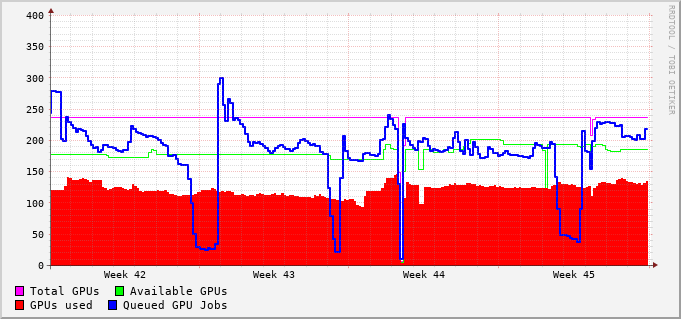 RRDTOOL / TOBI OETIKER
400
350
300
250
200
150
100
50
0
Week 42 Week 43 Week 44 Week 45
Total GPUs Available GPUs
GPUs used Queued GPU Jobs